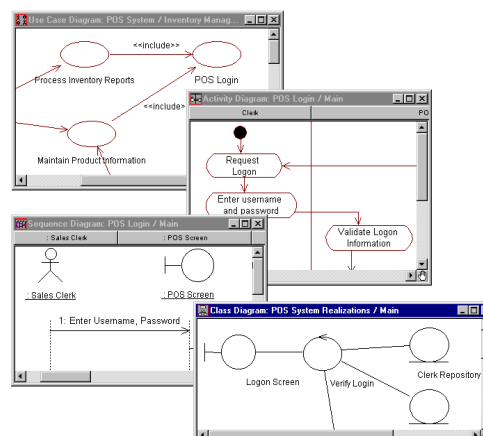 Use Case Diagram: POS System / Inventory Manag...
<<include>>
Process Inventory Reports
POS Login
<<include>
Maintain Product Information
Activity Diagram: POS Login / Main
Clerk
PO
Request
Logon
Enter username
and password
Validate Logon
Information
Sequence Diagram: POS Login / Main
: Sales Clerk
: POS Screen
: Sales Clerk
: POS Screen
1: Enter Username, Password
Class Diagram: POS System Realizations / Main
Logon Screen
Verify Login
Clerk Repository